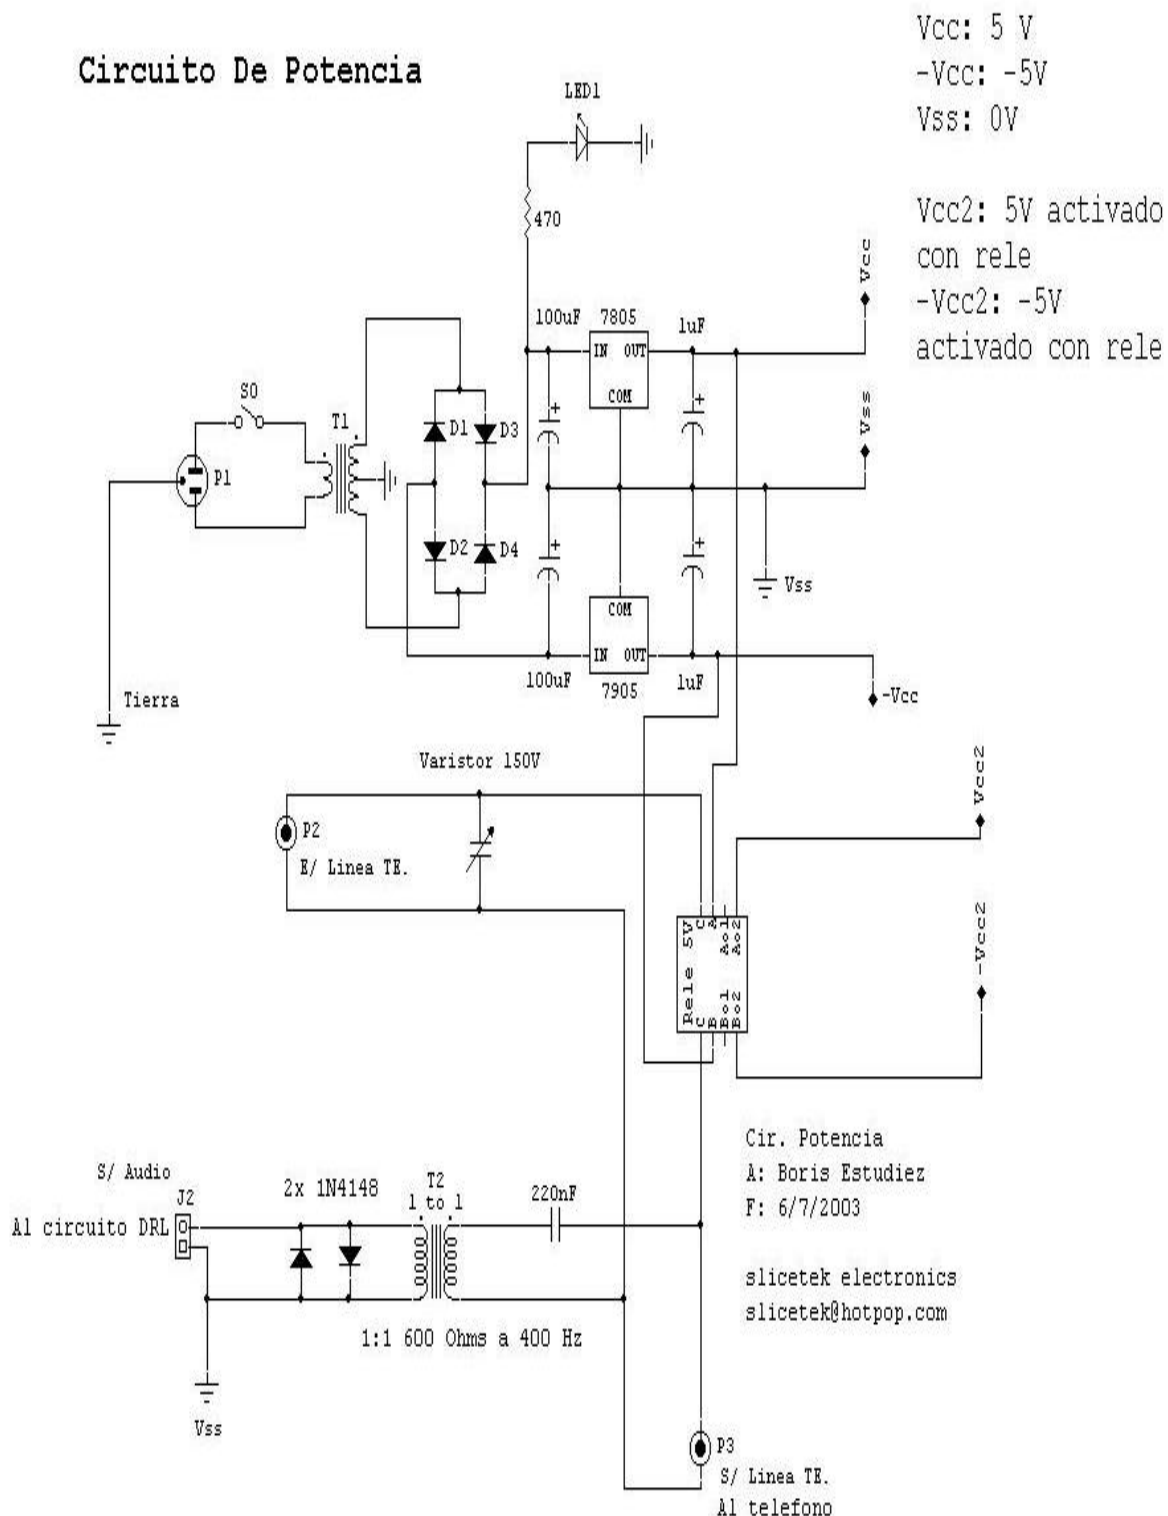 Circuito De Potencia
Vcc: 5 V
-Vcc: -5V
Vss: 0V
Vcc2: 5V activado
con rele
-Vcc2: -5V
activado con rele
LED1
470
Vcc
100uF
7805
1uF
IN OUT
COM
Vss
S0
T1
D1
D3
P1
D2
D4
+
+
+
+
Vss
COM
IN OUT
100uF
7905
1uF
Tierra
-Vcc
Varistor 150V
Vcc2
P2
E/ Linea TE.
-Vcc2
Rele 5V
C
A
Ao1
Ao2
C
B
Bo1
Bo2
Cir. Potencia
A: Boris Estudiez
F: 6/7/2003
slicetek electronics
slicetek@hotpop.com
S/ Audio
J2
Al circuito DRL
2x 1N4148
T2
1 to 1
220nF
1:1 600 Ohms a 400 Hz
Vss
P3
S/ Linea TE.
Al telefono